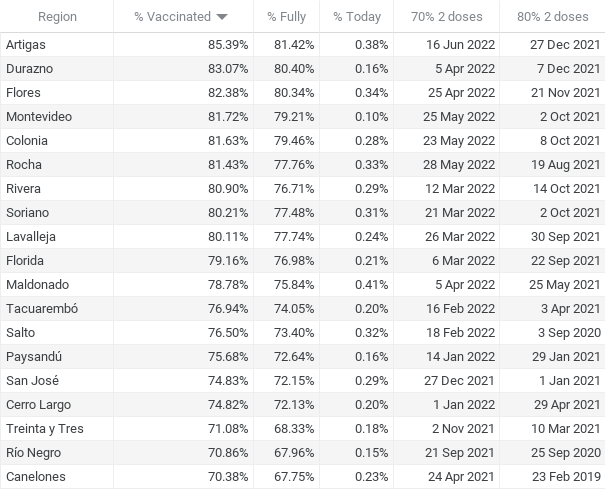 Region % Vaccinated % Fully % Today 70% 2 doses 80% 2 doses
Artigas 85.39% 81.42% 0.38% 16 Jun 2022 27 Dec 2021
Durazno 83.07% 80.40% 0.16% 5 Apr 2022 7 Dec 2021
Flores 82.38% 80.34% 0.34% 25 Apr 2022 21 Nov 2021
Montevideo 81.72% 79.21% 0.10% 25 May 2022 2 Oct 2021
Colonia 81.63% 79.46% 0.28% 23 May 2022 8 Oct 2021
Rocha 81.43% 77.76% 0.33% 28 May 2022 19 Aug 2021
Rivera 80.90% 76.71% 0.29% 12 Mar 2022 14 Oct 2021
Soriano 80.21% 77.48% 0.31% 21 Mar 2022 2 Oct 2021
Lavalleja 80.11% 77.74% 0.24% 26 Mar 2022 30 Sep 2021
Florida 79.16% 76.98% 0.21% 6 Mar 2022 22 Sep 2021
Maldonado 78.78% 75.84% 0.41% 5 Apr 2022 25 May 2021
Tacuarembó 76.94% 74.05% 0.20% 16 Feb 2022 3 Apr 2021
Salto 76.50% 73.40% 0.32% 18 Feb 2022 3 Sep 2020
Paysandú 75.68% 72.64% 0.16% 14 Jan 2022 29 Jan 2021
San José 74.83% 72.15% 0.29% 27 Dec 2021 1 Jan 2021
Cerro Largo 74.82% 72.13% 0.20% 1 Jan 2022 29 Apr 2021
Treinta y Tres 71.08% 68.33% 0.18% 2 Nov 2021 10 Mar 2021
Río Negro 70.86% 67.96% 0.15% 21 Sep 2021 25 Sep 2020
Canelones 70.38% 67.75% 0.23% 24 Apr 2021 23 Feb 2019